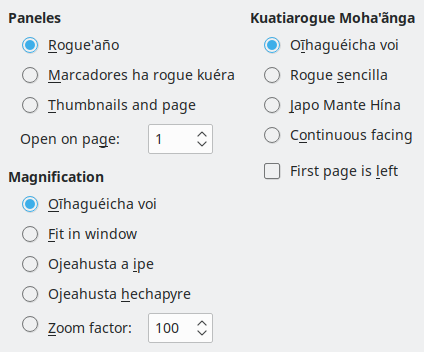 Paneles
Rogue'año
Marcadores ha rogue kuéra
Thumbnails and page
Open on page: 1
Magnification
Oĩhaguéicha voi
Fit in window
Ojeahusta a ipe
Ojeahusta hechapyre
Zoom factor: 100
Kuatiarogue Moha'ãnga
Oĩhaguéicha voi
Rogue sencilla
Japo Mante Hína
Continuous facing
First page is left